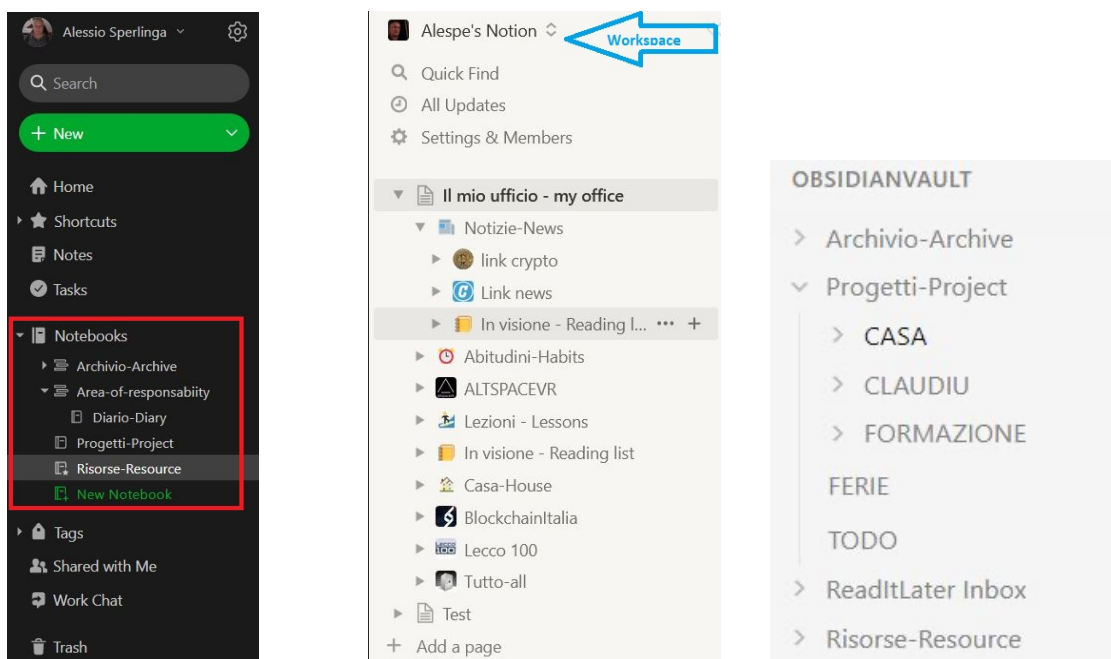 Alessio Sperlinga
Search
New
Home
Shortcuts
Notes
Tasks
Notebooks
Archivio-Archive
Area-of-responsabiity
Diario-Diary
Progetti-Project
Risorse-Resource
New Notebook
Tags
Shared with Me
Work Chat
Trash
Alespe's Notion
Workspace
Quick Find
All Updates
Settings & Members
Il mio ufficio - my office
Notizie-News
link crypto
Link news
In visione - Reading l...
Abitudini-Habits
ALTSPACEVR
Lezioni - Lessons
In visione - Reading list
Casa-House
BlockchainItalia
Lecco 100
Tutto-all
Test
Add a page
OBSIDIANVAULT
Archivio-Archive
Progetti-Project
CASA
CLAUDIU
FORMAZIONE
FERIE
TODO
ReadItLater Inbox
Risorse-Resource